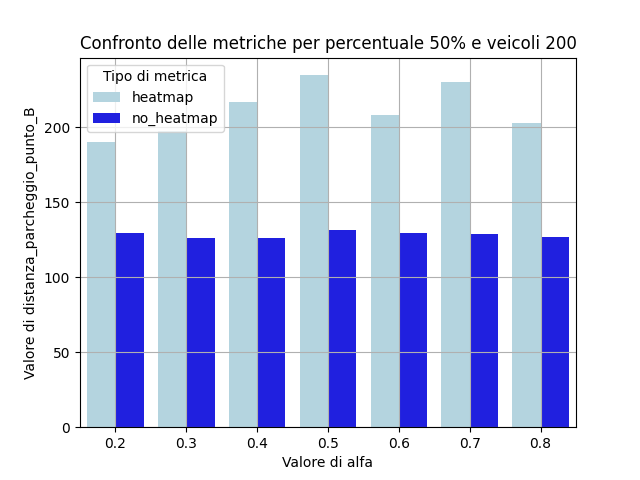 Confronto delle metriche per percentuale 50% e veicoli 200
Tipo di metrica
heatmap
no_heatmap
Valore di distanza_parcheggio_punto_B
200
150
100
50
0
0.2 0.3 0.4 0.5 0.6 0.7 0.8
Valore di alfa